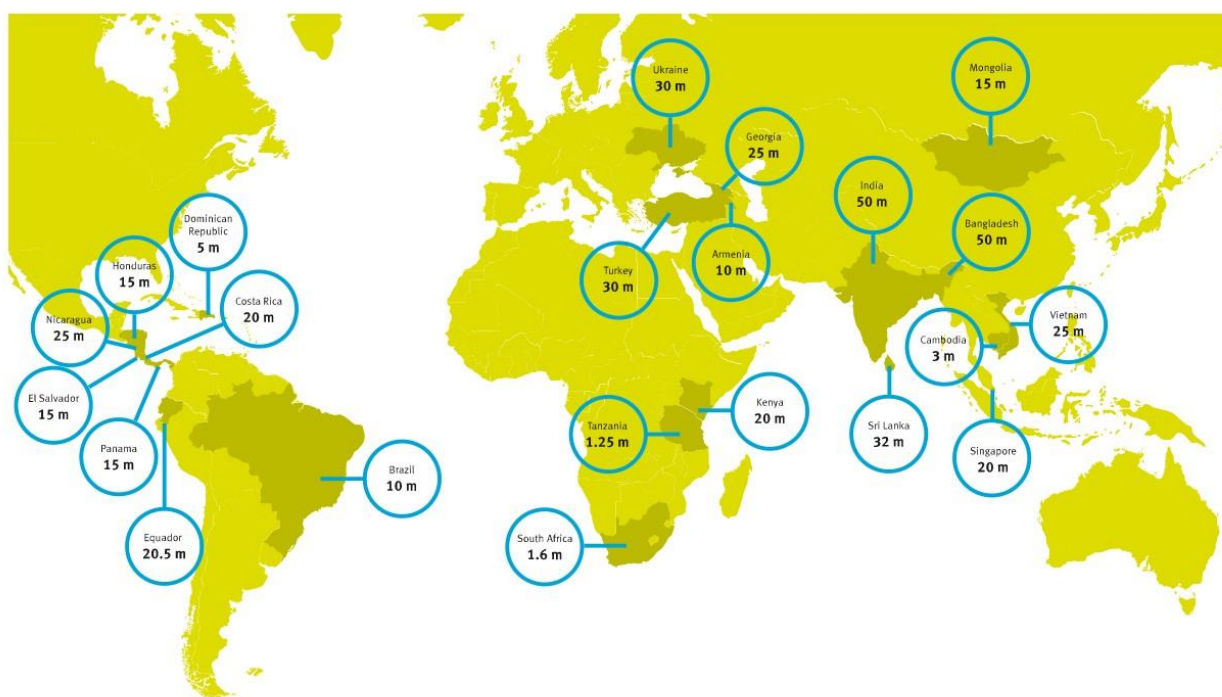 Ukraine
30 m
Mongolia
15 m
Georgia
25 m
India
50 m
Dominican
Republic
5 m
Bangladesh
50 m
Honduras
15 m
Armenia
10 m
Turkey
30 m
Costa Rica
20 m
Nicaragua
25 m
Vietnam
25 m
Cambodia
3 m
El Salvador
15 m
Kenya
20 m
Tanzania
1.25 m
Sri Lanka
32 m
Panama
15 m
Singapore
20 m
Brazil
10 m
Equador
20.5 m
South Africa
1.6 m